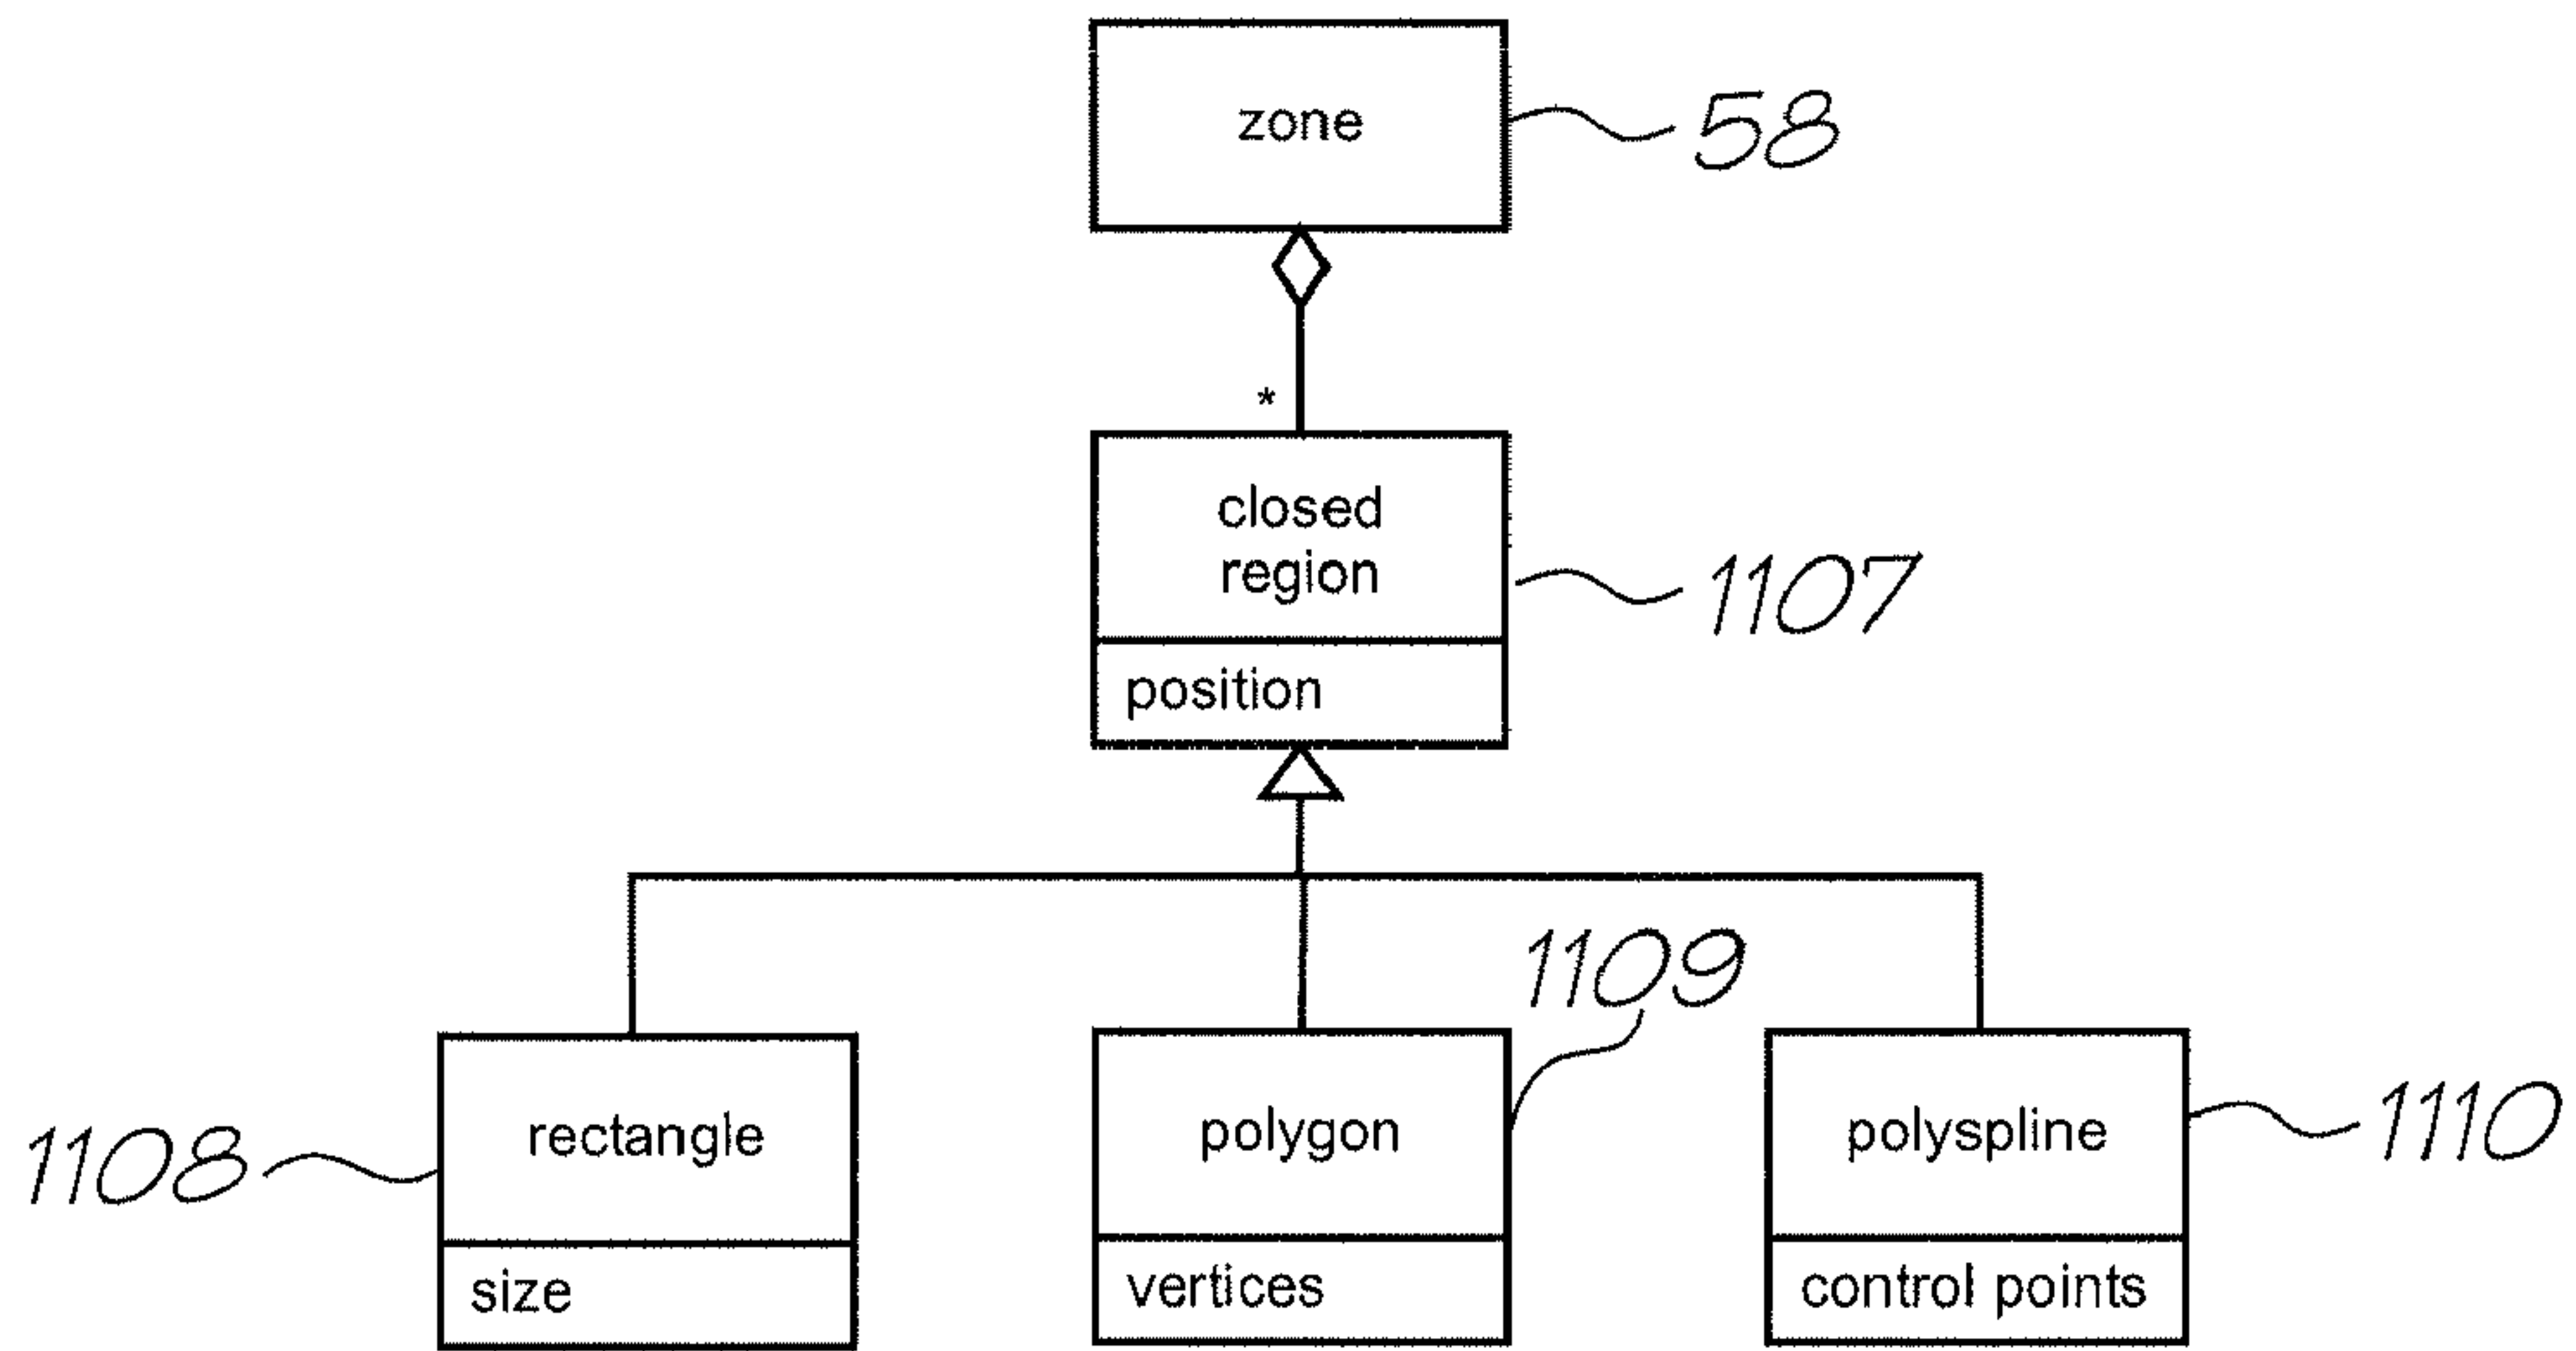 zone
58
*
closed
region
1107
position
1109
rectangle
1108
polygon
polyspline
1110
size
vertices
control points